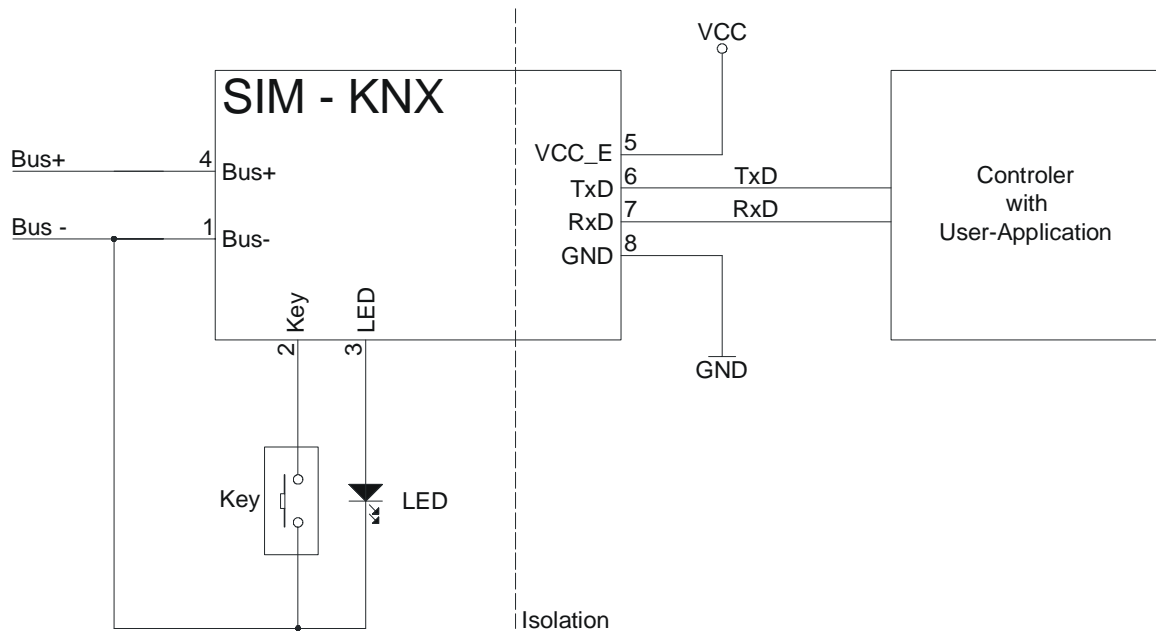 VCC
SIM - KNX
Bus+
4
Bus+
Bus -
1
Bus-
VCC_E
5
TxD
6
TxD
RxD
7
RxD
GND
8
GND
Controler
with
User-Application
Key
LED
2
3
Key
LED
Isolation